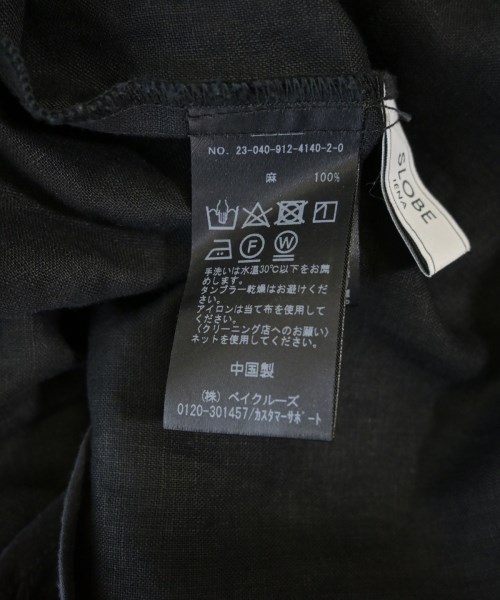 NO. 23-040-912-4140-2-0
麻 100%
手洗いは水温30℃以下をお薦
めします。
タンブラー乾燥はお避けくだ
さい。
アイロンは当て布を使用して
ください。
(クリーニング店へのお願い)
ネットを使用してください。
中国製
(株) ベイクルーズ
0120-301457/カスタマーサポート
SLOBE
IENA